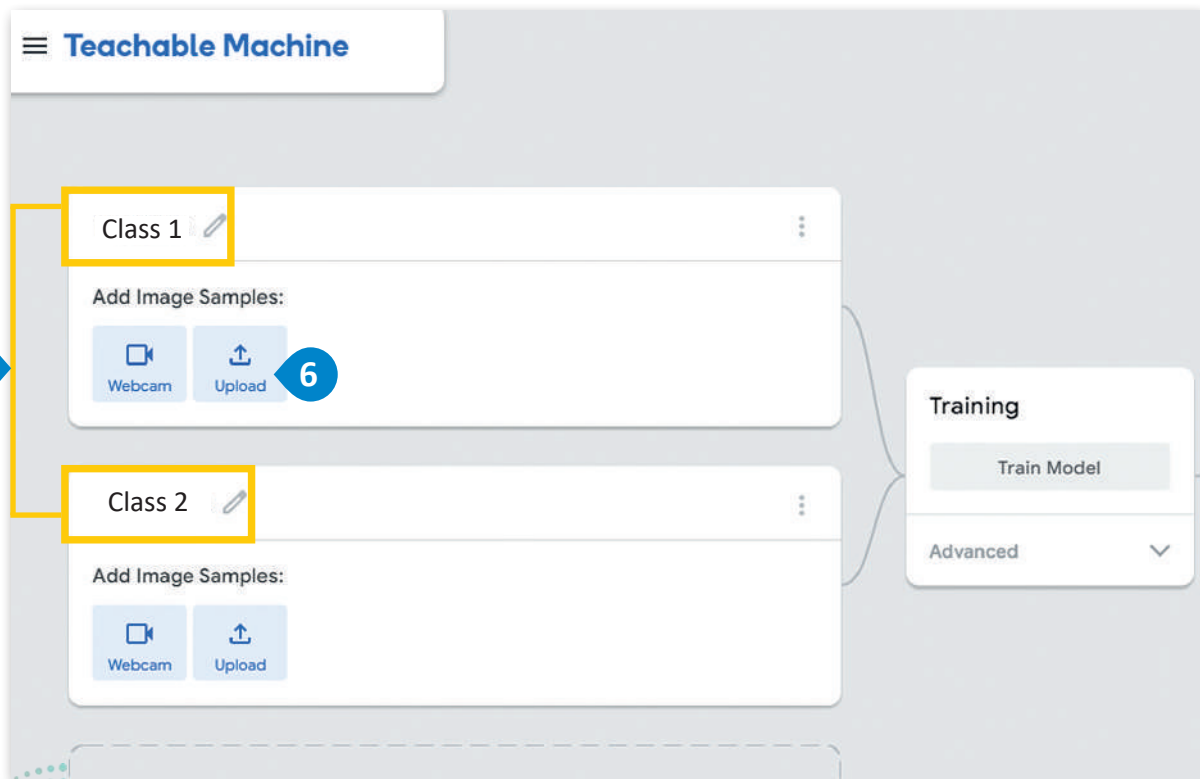 Teachable Machine
Class 1
Add Image Samples:
Webcam
Upload
6
Class 2
Add Image Samples:
Webcam
Upload
Training
Train Model
Advanced